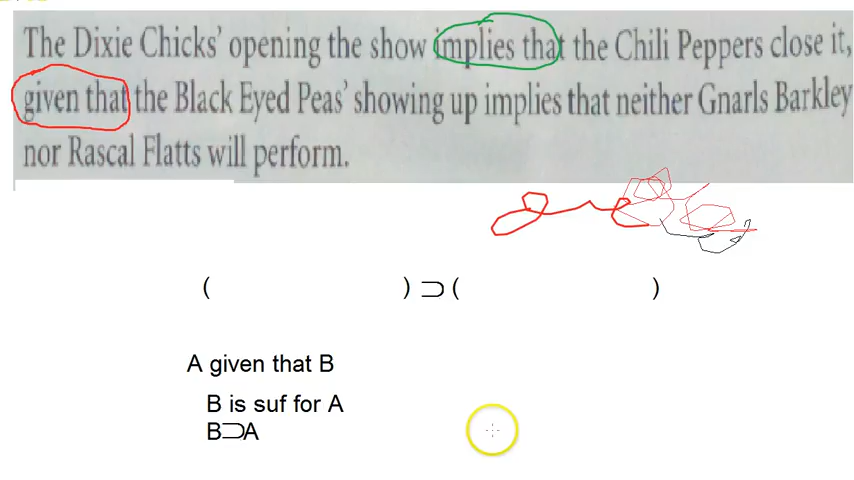 The Dixie Chicks' opening the show implies that the Chili Peppers close it,
given that the Black Eyed Peas' showing up implies that neither Gnarls Barkley
nor Rascal Flatts will perform.
( ) ⊃ ( )
A given that B
B is suf for A
B⊃A